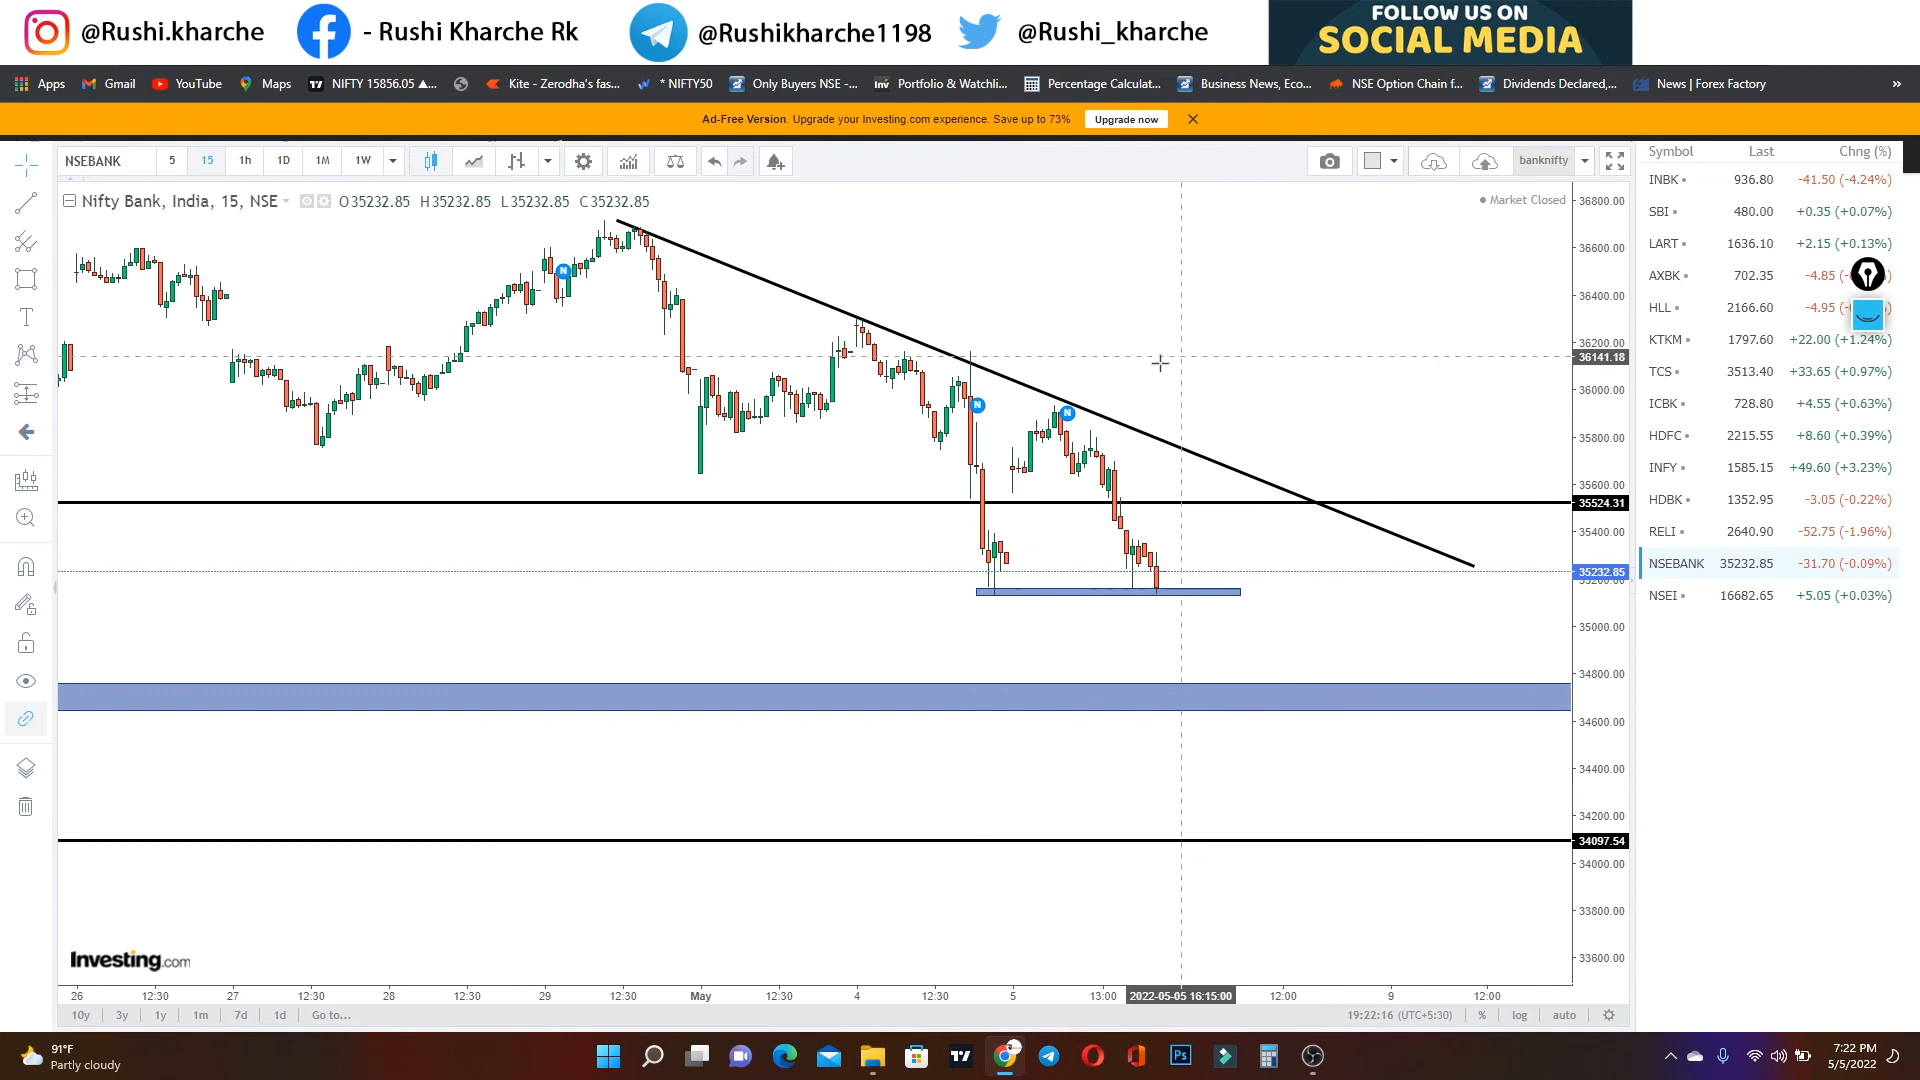 @Rushi.kharche - Rushi Kharche Rk @Rushikharche1198 @Rushi_kharche
FOLLOW US ON
SOCIAL MEDIA
Apps Gmail YouTube Maps NIFTY 15856.05 ▲... Kite - Zerodha's fas... * NIFTY50 Only Buyers NSE -... Portfolio & Watchli... Percentage Calculat... Business News, Eco... NSE Option Chain f... Dividends Declared,... News | Forex Factory »
Ad-Free Version. Upgrade your Investing.com experience. Save up to 73% Upgrade now
NSEBANK 5 15 1h 1D 1M 1W banknifty
Nifty Bank, India, 15, NSE O35232.85 H35232.85 L35232.85 C35232.85
Market Closed
36800.00
36600.00
36400.00
36200.00
36141.18
36000.00
35800.00
35600.00
35524.31
35400.00
35232.85
35200.00
35000.00
34800.00
34600.00
34400.00
34200.00
34097.54
34000.00
33800.00
33600.00
N
N
N
Investing.com
26 12:30 27 12:30 28 12:30 29 12:30 May 12:30 4 12:30 5 13:00 2022-05-05 16:15:00 12:00 9 12:00
10y 3y 1y 1m 7d 1d Go to... 19:22:16 (UTC+5:30) % log auto
Symbol Last Chng (%)
INBK 936.80 -41.50 (-4.24%)
SBI 480.00 +0.35 (+0.07%)
LART 1636.10 +2.15 (+0.13%)
AXBK 702.35 -4.85
HLL 2166.60 -4.95
KTKM 1797.60 +22.00 (+1.24%)
TCS 3513.40 +33.65 (+0.97%)
ICBK 728.80 +4.55 (+0.63%)
HDFC 2215.55 +8.60 (+0.39%)
INFY 1585.15 +49.60 (+3.23%)
HDBK 1352.95 -3.05 (-0.22%)
RELI 2640.90 -52.75 (-1.96%)
NSEBANK 35232.85 -31.70 (-0.09%)
NSEI 16682.65 +5.05 (+0.03%)
91°F
Partly cloudy
7:22 PM
5/5/2022